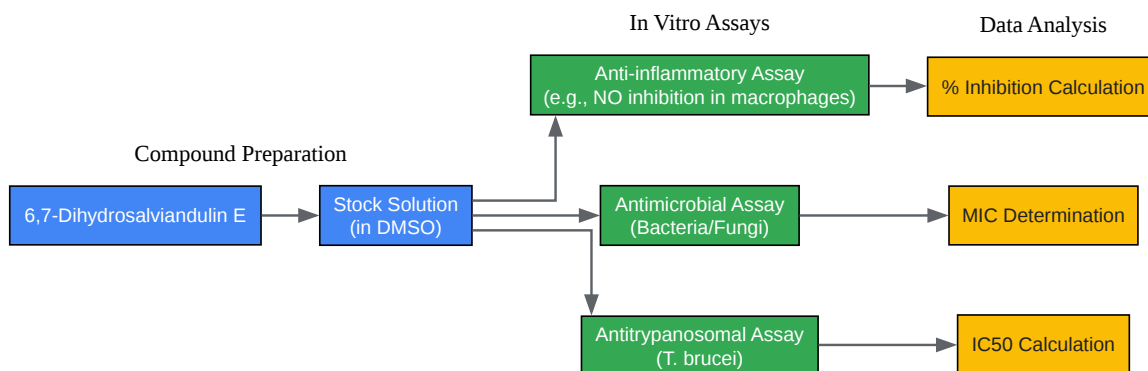 In Vitro Assays
Data Analysis
Anti-inflammatory Assay
(e.g., NO inhibition in macrophages)
% Inhibition Calculation
Compound Preparation
6,7-Dihydrosalviandulin E
Stock Solution
(in DMSO)
Antimicrobial Assay
(Bacteria/Fungi)
MIC Determination
Antitrypanosomal Assay
(T. brucei)
IC50 Calculation